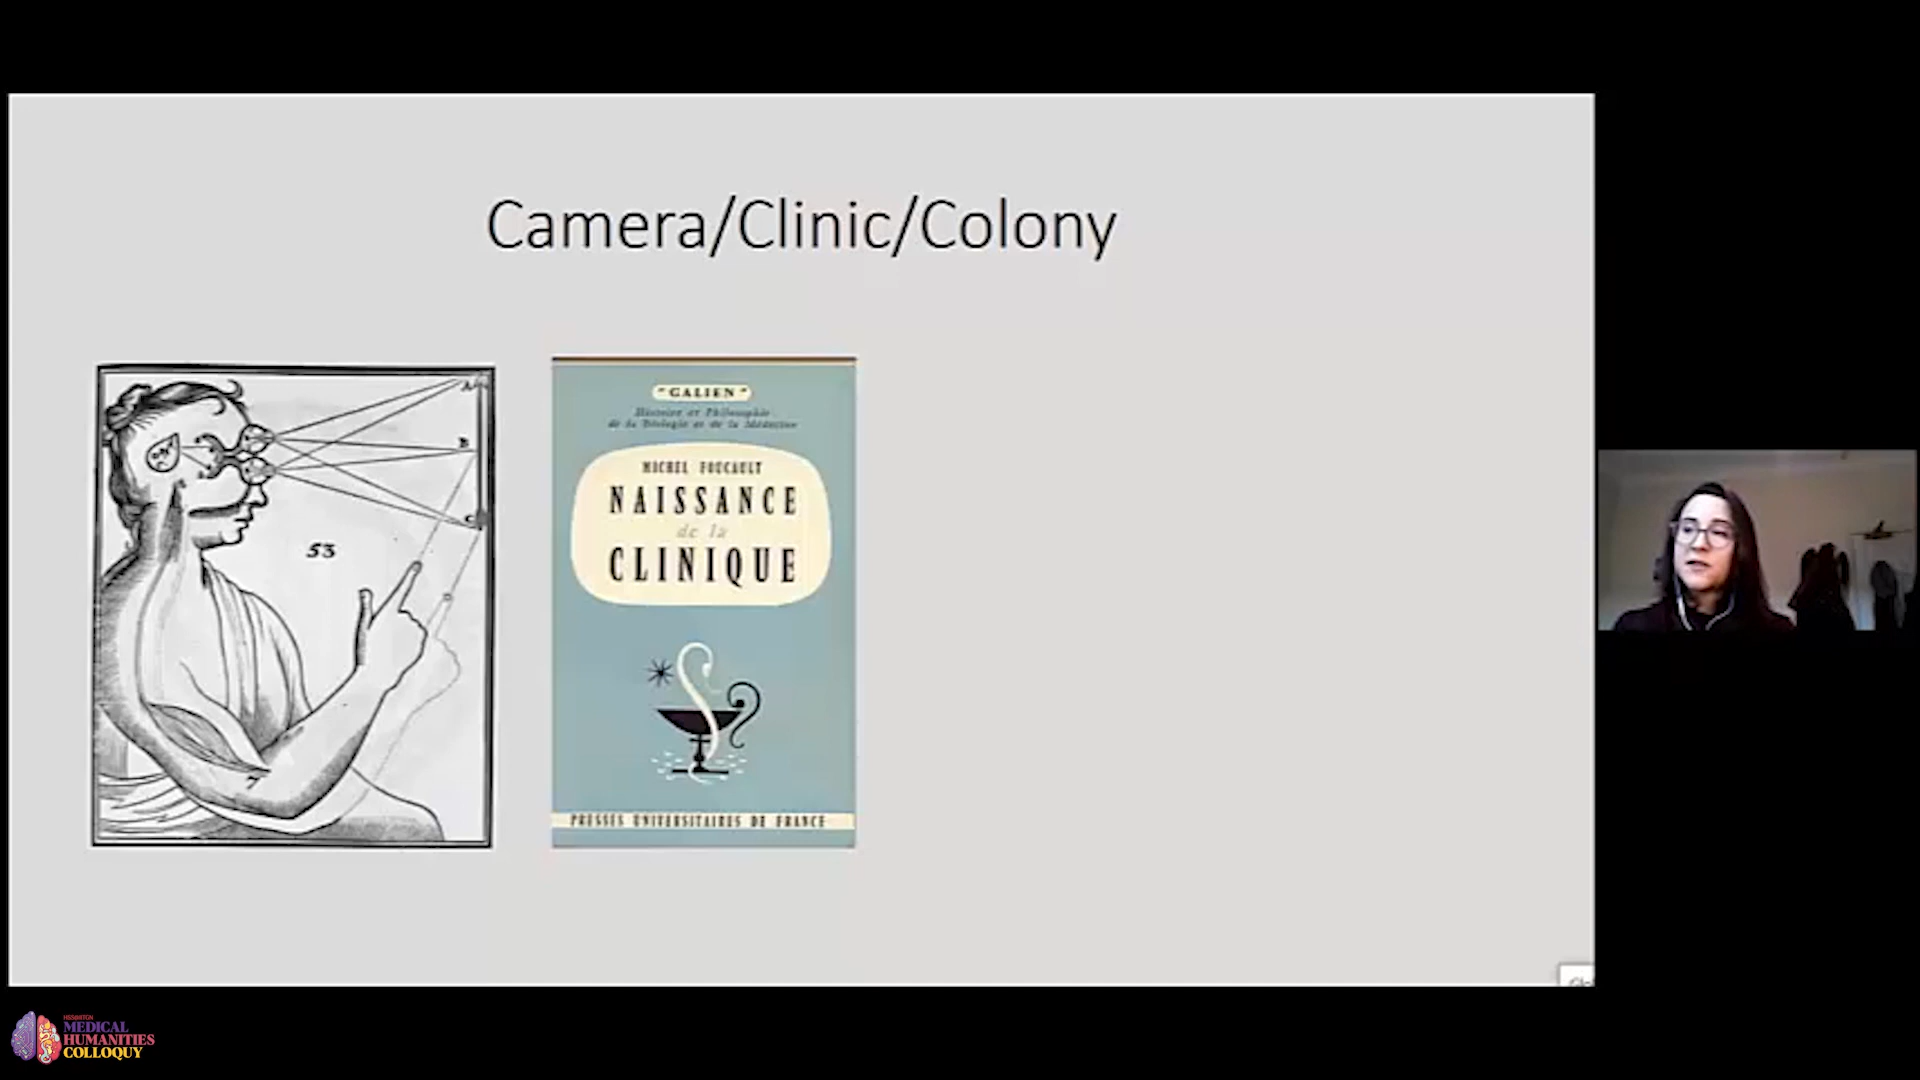 Camera/Clinic/Colony
A
B
C
53
7
"GALIEN"
Histoire et Philosophie
de la Biologie et de la Médecine
MICHEL FOUCAULT
NAISSANCE
de la
CLINIQUE
PRESSES UNIVERSITAIRES DE FRANCE
MEDICAL
HUMANITIES
COLLOQUY